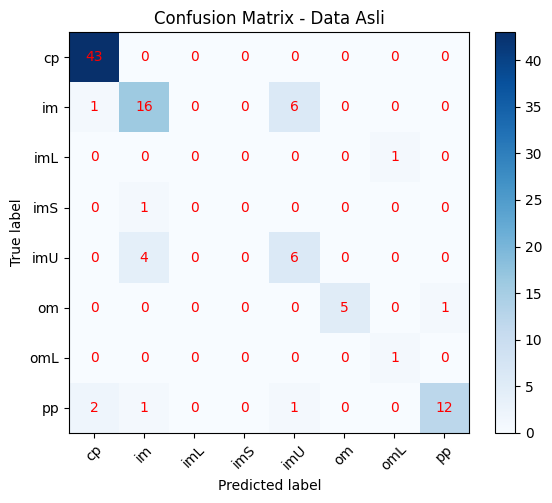 Confusion Matrix - Data Asli
cp 43 0 0 0 0 0 0 0
im 1 16 0 0 6 0 0 0
imL 0 0 0 0 0 0 1 0
imS 0 1 0 0 0 0 0 0
imU 0 4 0 0 6 0 0 0
om 0 0 0 0 0 5 0 1
omL 0 0 0 0 0 0 1 0
pp 2 1 0 0 1 0 0 12
cp im imL imS imU om omL pp
True label
Predicted label
40
35
30
25
20
15
10
5
0